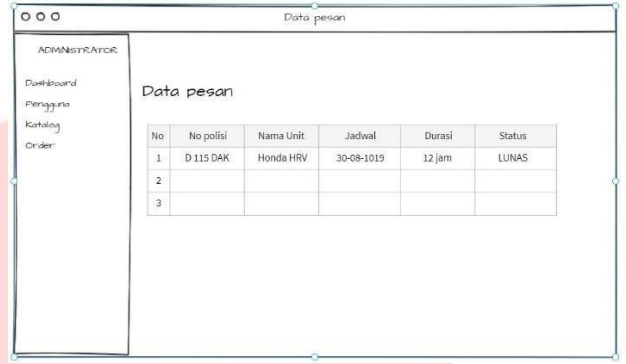 Data pesan
ADMINISTRATOR
Dashboard
Pengguna
Katalog
Order
Data pesan
No No polisi Nama Unit Jadwal Durasi Status
1 D 115 DAK Honda HRV 30-08-1019 12 jam LUNAS
2
3